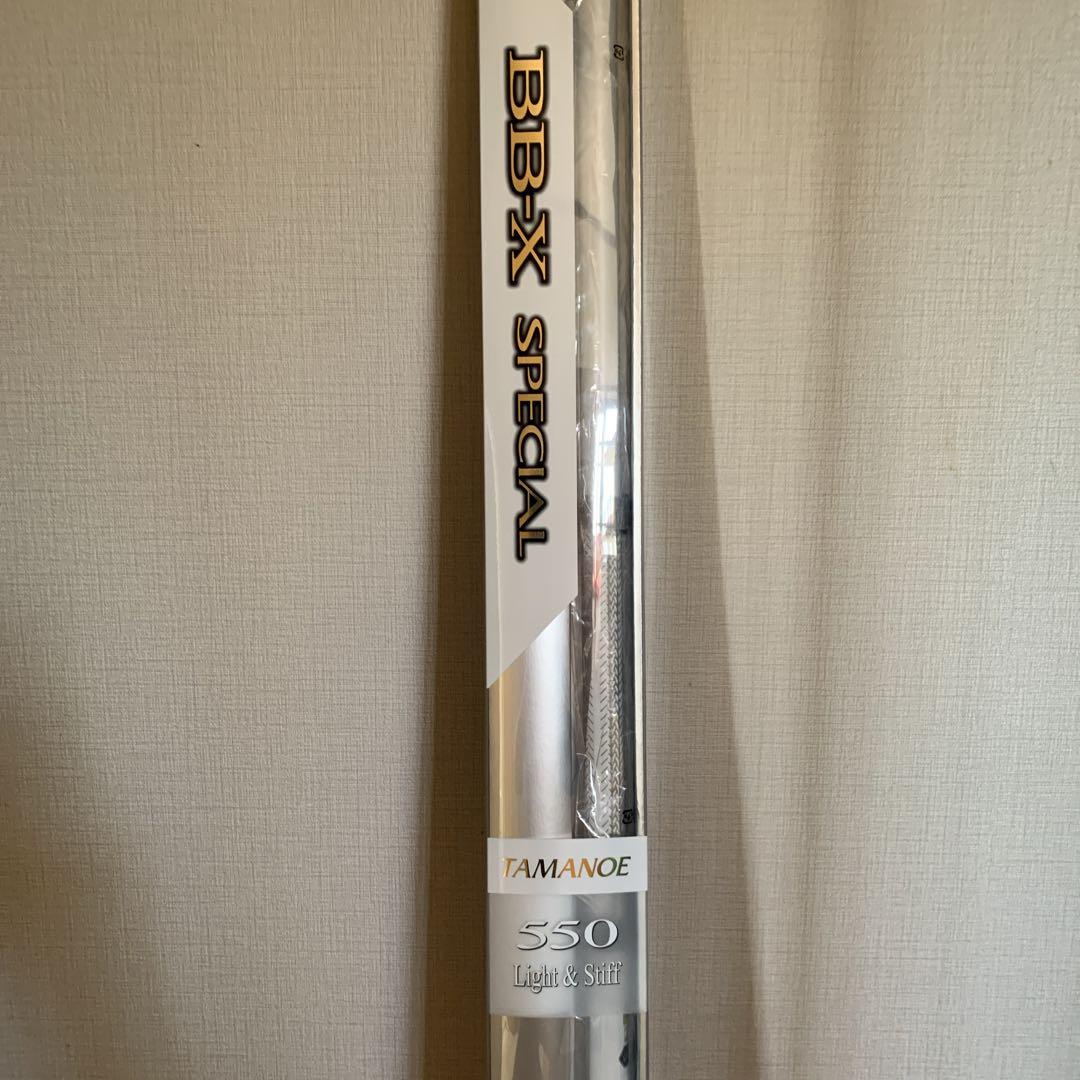 BB-X SPECIAL
TAMANOE
550
Light & Stiff